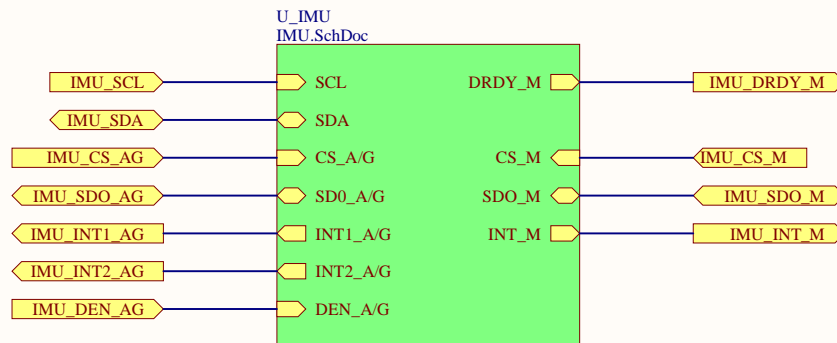 U_IMU
IMU.SchDoc
IMU_SCL SCL DRDY_M IMU_DRDY_M
IMU_SDA SDA
IMU_CS_AG CS_A/G CS_M IMU_CS_M
IMU_SDO_AG SD0_A/G SDO_M IMU_SDO_M
IMU_INT1_AG INT1_A/G INT_M IMU_INT_M
IMU_INT2_AG INT2_A/G
IMU_DEN_AG DEN_A/G